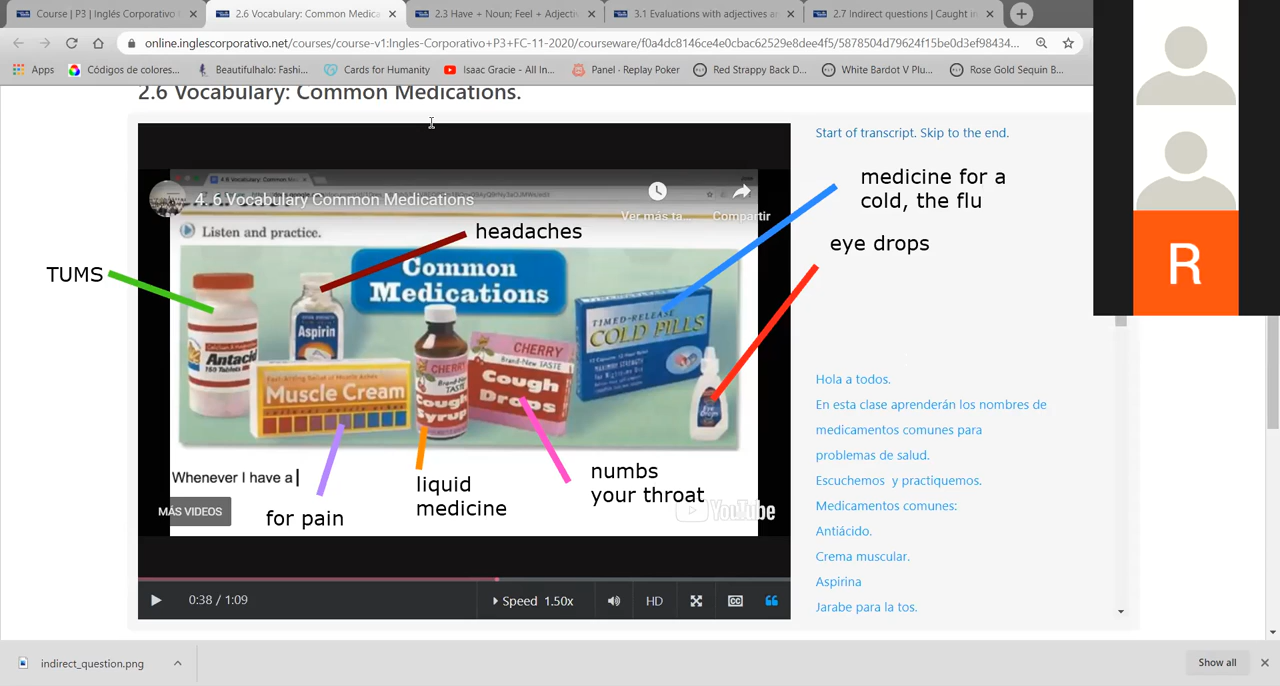 Course | P3 | Inglés Corporativo
2.6 Vocabulary: Common Medica
2.3 Have + Noun; Feel + Adjecti
3.1 Evaluations with adjectives an
2.7 Indirect questions | Caught in
online.inglescorporativo.net/courses/course-v1:Ingles-Corporativo+P3+FC-11-2020/courseware/f0a4dc8146ce4e0cbac62529e8dee4f5/5878504d79624f15be0d3ef98434...
Apps
Códigos de colores...
Beautifulhalo: Fashi...
Cards for Humanity
Isaac Gracie - All In...
Panel · Replay Poker
Red Strappy Back D...
White Bardot V Plu...
Rose Gold Sequin B...
2.6 Vocabulary: Common Medications.
4. 6 Vocabulary Common Medications
Ver más ta...
Compartir
Listen and practice.
headaches
TUMS
Common
Medications
medicine for a
cold, the flu
eye drops
Antacid
Aspirin
Muscle Cream
CHERRY
Cough
Syrup
CHERRY
Brand-New TASTE
Cough
Drops
TIMED-RELEASE
COLD PILLS
Eye
Drops
Whenever I have a
MÁS VIDEOS
for pain
liquid
medicine
numbs
your throat
YouTube
0:38 / 1:09
Speed 1.50x
HD
CC
Start of transcript. Skip to the end.
Hola a todos.
En esta clase aprenderán los nombres de
medicamentos comunes para
problemas de salud.
Escuchemos y practiquemos.
Medicamentos comunes:
Antiácido.
Crema muscular.
Aspirina
Jarabe para la tos.
R
indirect_question.png
Show all